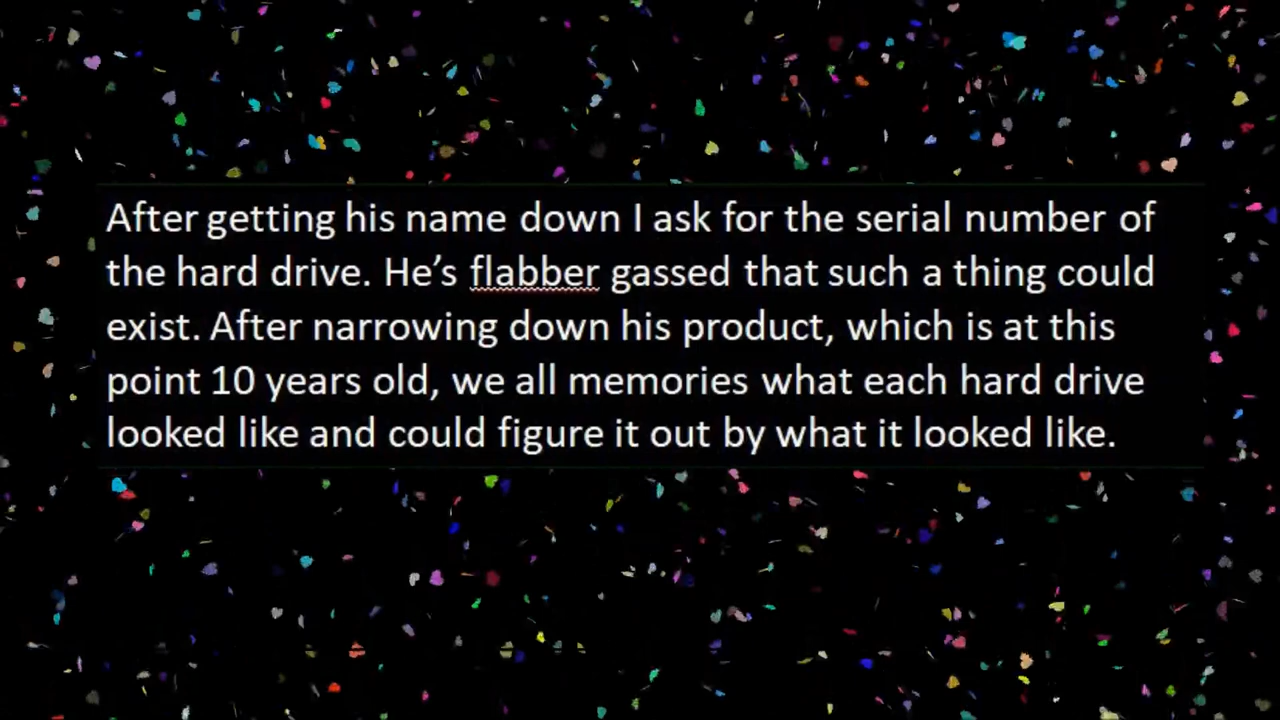 After getting his name down I ask for the serial number of
the hard drive. He’s flabber gassed that such a thing could
exist. After narrowing down his product, which is at this
point 10 years old, we all memories what each hard drive
looked like and could figure it out by what it looked like.